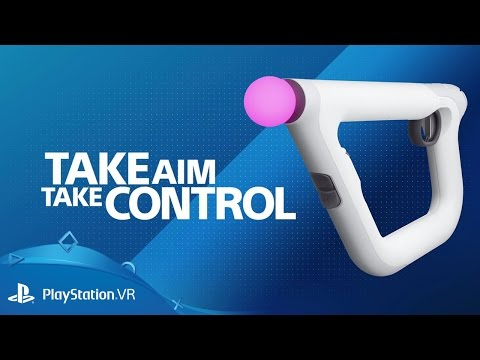 TAKE AIM
TAKE CONTROL
PlayStation.VR